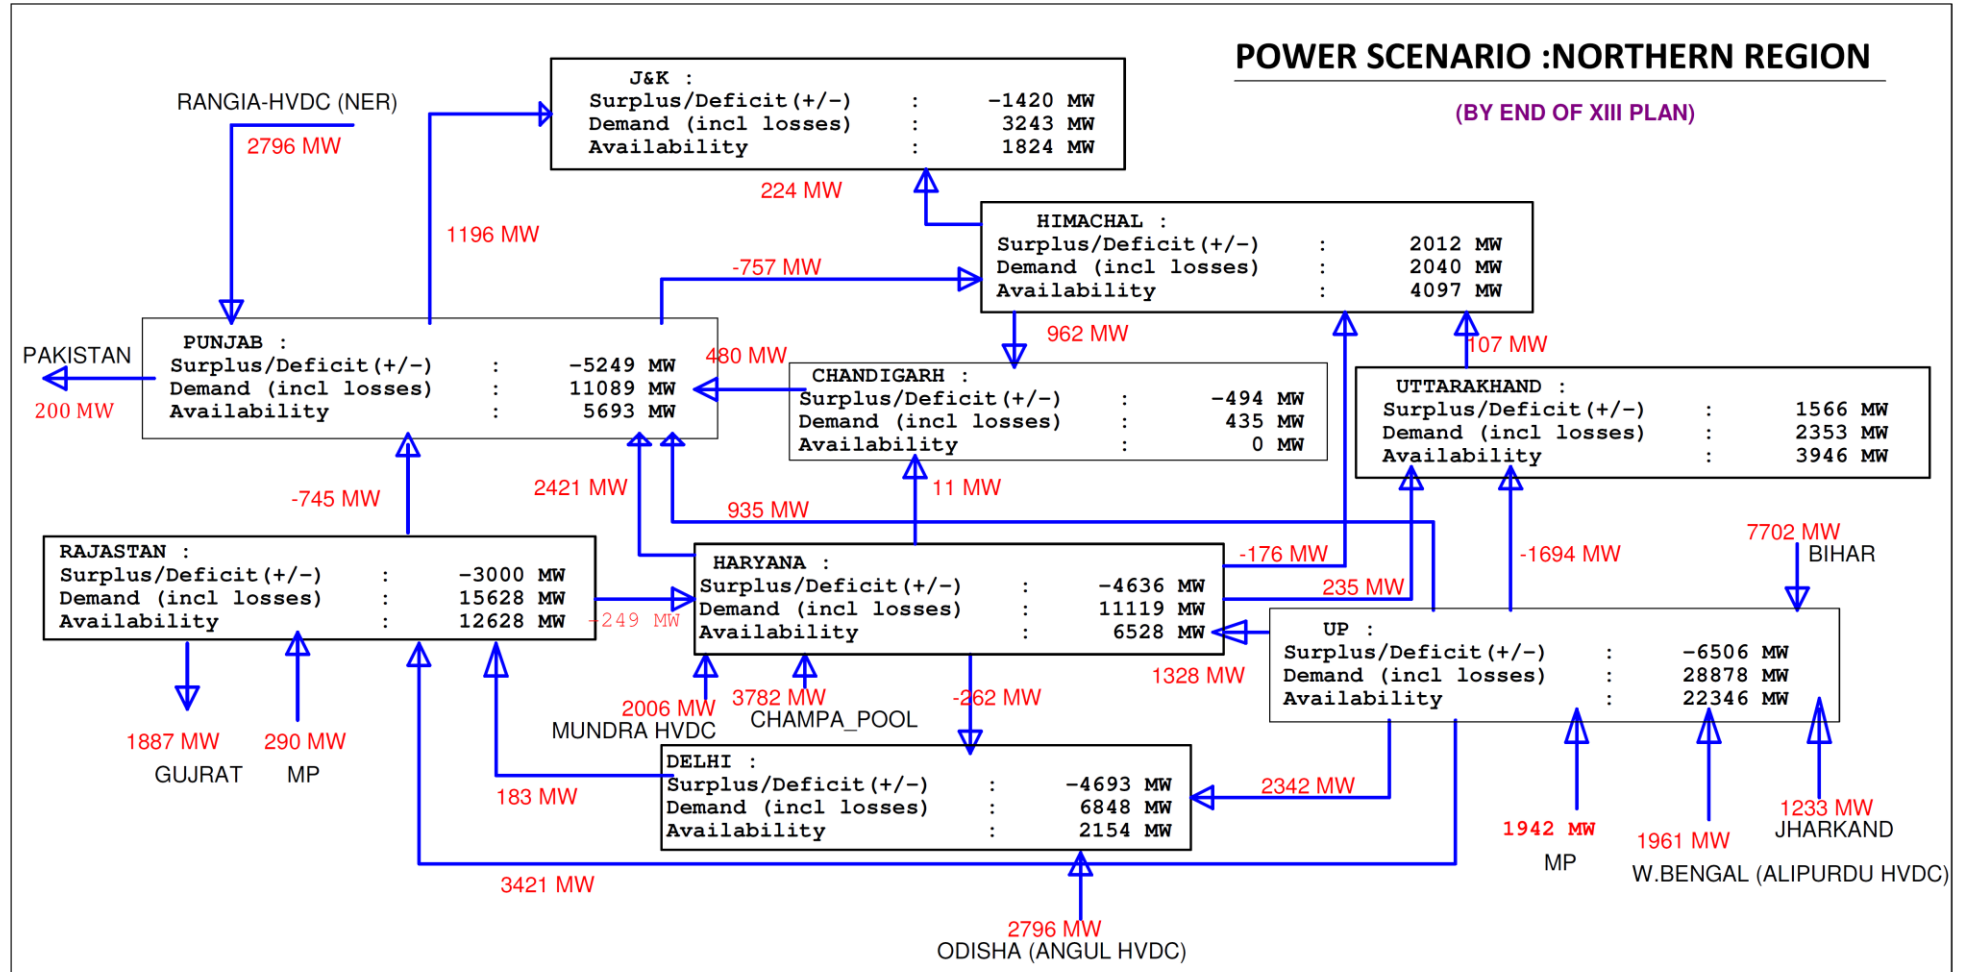 POWER SCENARIO :NORTHERN REGION
(BY END OF XIII PLAN)
J&K :
Surplus/Deficit(+/-) : -1420 MW
Demand (incl losses) : 3243 MW
Availability : 1824 MW
RANGIA-HVDC (NER)
2796 MW
224 MW
1196 MW
HIMACHAL :
Surplus/Deficit(+/-) : 2012 MW
Demand (incl losses) : 2040 MW
Availability : 4097 MW
-757 MW
PUNJAB :
Surplus/Deficit(+/-) : -5249 MW
Demand (incl losses) : 11089 MW
Availability : 5693 MW
PAKISTAN
200 MW
480 MW
962 MW
107 MW
CHANDIGARH :
Surplus/Deficit(+/-) : -494 MW
Demand (incl losses) : 435 MW
Availability : 0 MW
UTTARAKHAND :
Surplus/Deficit(+/-) : 1566 MW
Demand (incl losses) : 2353 MW
Availability : 3946 MW
-745 MW
2421 MW
11 MW
935 MW
-176 MW
-1694 MW
7702 MW
BIHAR
235 MW
RAJASTAN :
Surplus/Deficit(+/-) : -3000 MW
Demand (incl losses) : 15628 MW
Availability : 12628 MW
-249 MW
HARYANA :
Surplus/Deficit(+/-) : -4636 MW
Demand (incl losses) : 11119 MW
Availability : 6528 MW
UP :
Surplus/Deficit(+/-) : -6506 MW
Demand (incl losses) : 28878 MW
Availability : 22346 MW
1328 MW
1887 MW
GUJRAT
290 MW
MP
2006 MW
MUNDRA HVDC
3782 MW
CHAMPA_POOL
-262 MW
183 MW
DELHI :
Surplus/Deficit(+/-) : -4693 MW
Demand (incl losses) : 6848 MW
Availability : 2154 MW
2342 MW
1942 MW
MP
1961 MW
W.BENGAL (ALIPURDU HVDC)
1233 MW
JHARKAND
3421 MW
2796 MW
ODISHA (ANGUL HVDC)